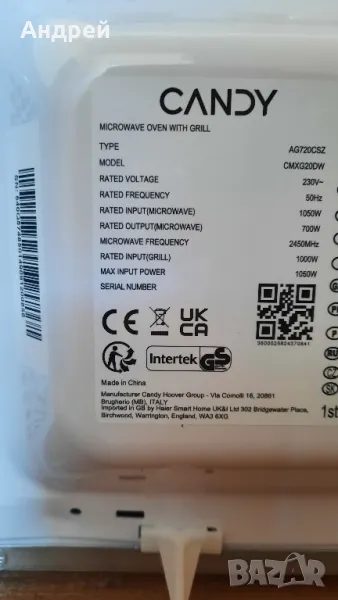 Андрей
CANDY
MICROWAVE OVEN WITH GRILL
TYPE AG720CSZ
MODEL CMXG20DW
RATED VOLTAGE 230V~
RATED FREQUENCY 50Hz
RATED INPUT(MICROWAVE) 1050W
RATED OUTPUT(MICROWAVE) 700W
MICROWAVE FREQUENCY 2450MHz
RATED INPUT(GRILL) 1000W
MAX INPUT POWER 1050W
SERIAL NUMBER
CE
UK
CA
Intertek GS
Made in China
Manufacturer Candy Hoover Group - Via Comolli 16, 20861
Brugherio (MB), ITALY
Imported in GB by Haier Smart Home UK&I Ltd 302 Bridgewater Place,
Birchwood, Warrington, England, WA3 6XG
1st
BAZAR.BG